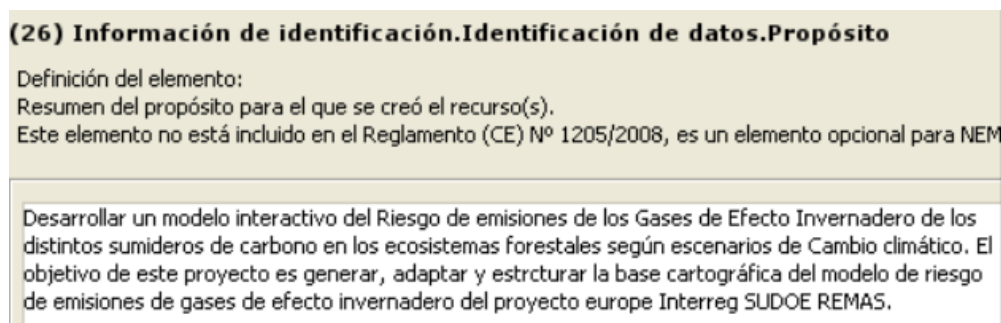 (26) Información de identificación.Identificación de datos.Propósito
Definición del elemento:
Resumen del propósito para el que se creó el recurso(s).
Este elemento no está incluido en el Reglamento (CE) Nº 1205/2008, es un elemento opcional para NEM
Desarrollar un modelo interactivo del Riesgo de emisiones de los Gases de Efecto Invernadero de los
distintos sumideros de carbono en los ecosistemas forestales según escenarios de Cambio climático. El
objetivo de este proyecto es generar, adaptar y estrcturar la base cartográfica del modelo de riesgo
de emisiones de gases de efecto invernadero del proyecto europe Interreg SUDOE REMAS.